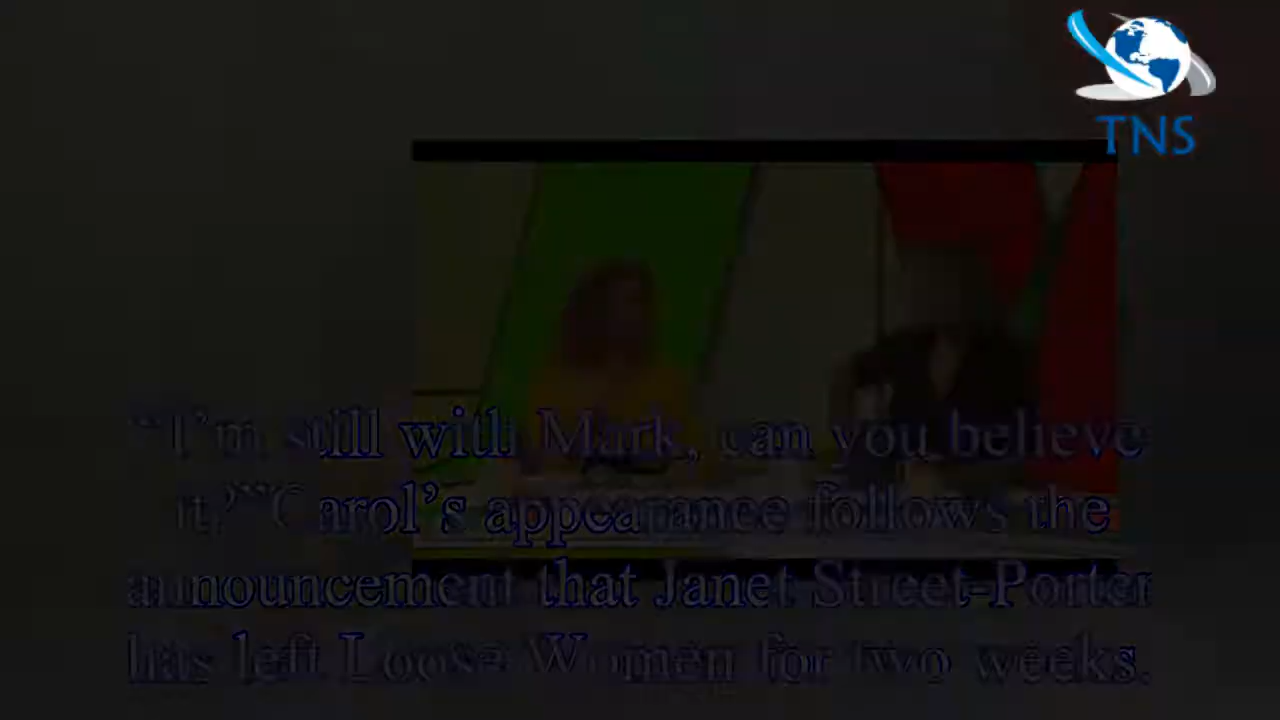 TNS
“I’m still with Mark, can you believe
it?”Carol’s appearance follows the
announcement that Janet Street-Porter
has left Loose Women for two weeks.